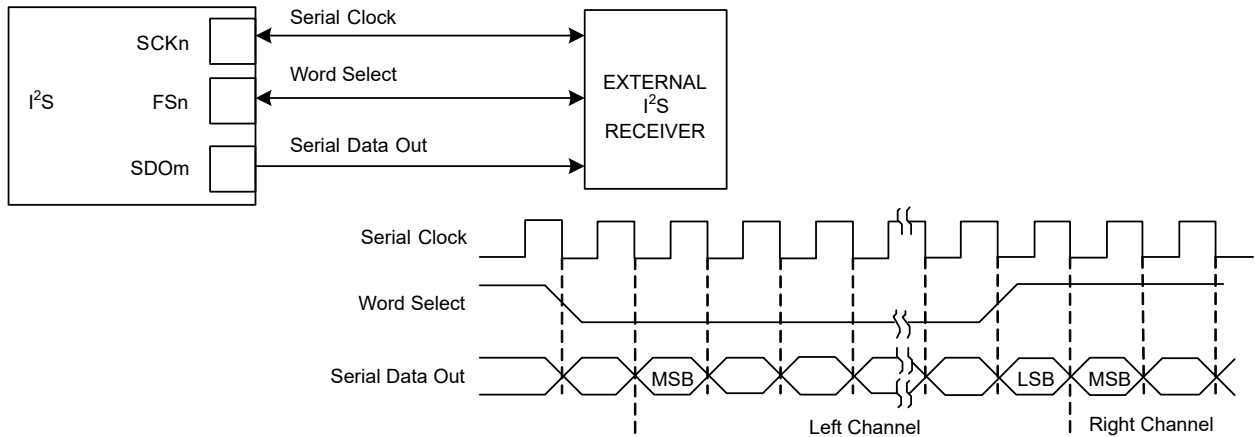 Serial Clock
SCKn
Word Select
I²S
FSn
EXTERNAL
I²S
RECEIVER
Serial Data Out
SDOm
Serial Clock
Word Select
Serial Data Out
MSB
LSB
MSB
Left Channel
Right Channel